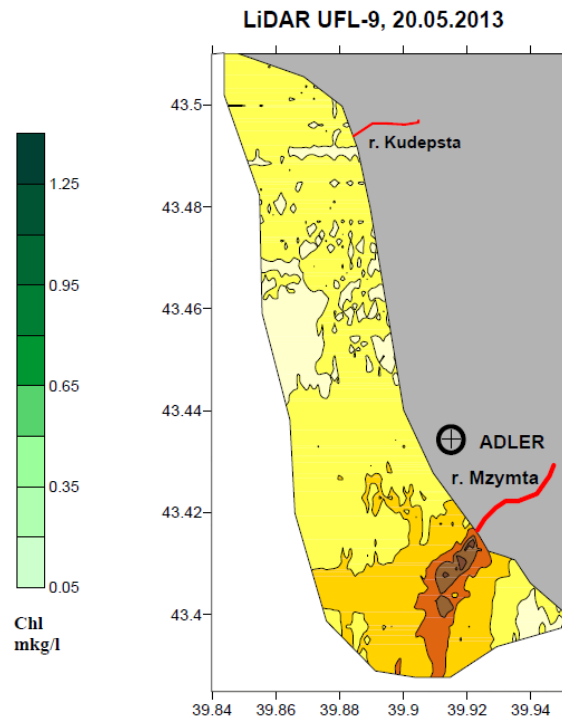 LiDAR UFL-9, 20.05.2013
43.5
r. Kudepsta
1.25
43.48
0.95
43.46
0.65
43.44
ADLER
0.35
r. Mzymta
43.42
0.05
43.4
Chl
mkg/l
39.84 39.86 39.88 39.9 39.92 39.94